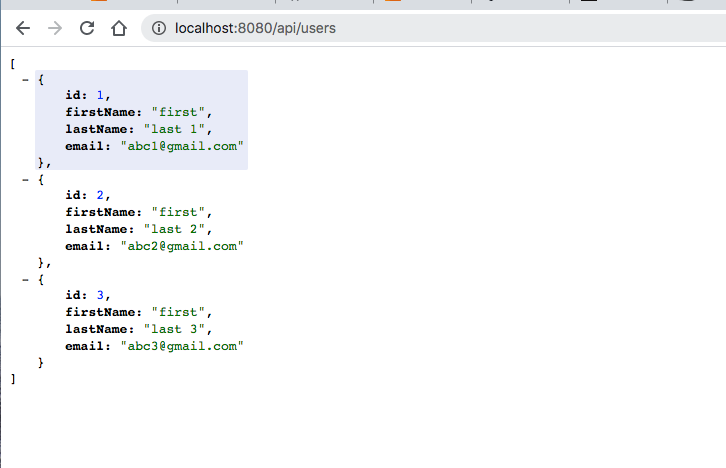 localhost:8080/api/users
[
- {
id: 1,
firstName: "first",
lastName: "last 1",
email: "abc1@gmail.com"
},
- {
id: 2,
firstName: "first",
lastName: "last 2",
email: "abc2@gmail.com"
},
- {
id: 3,
firstName: "first",
lastName: "last 3",
email: "abc3@gmail.com"
}
]